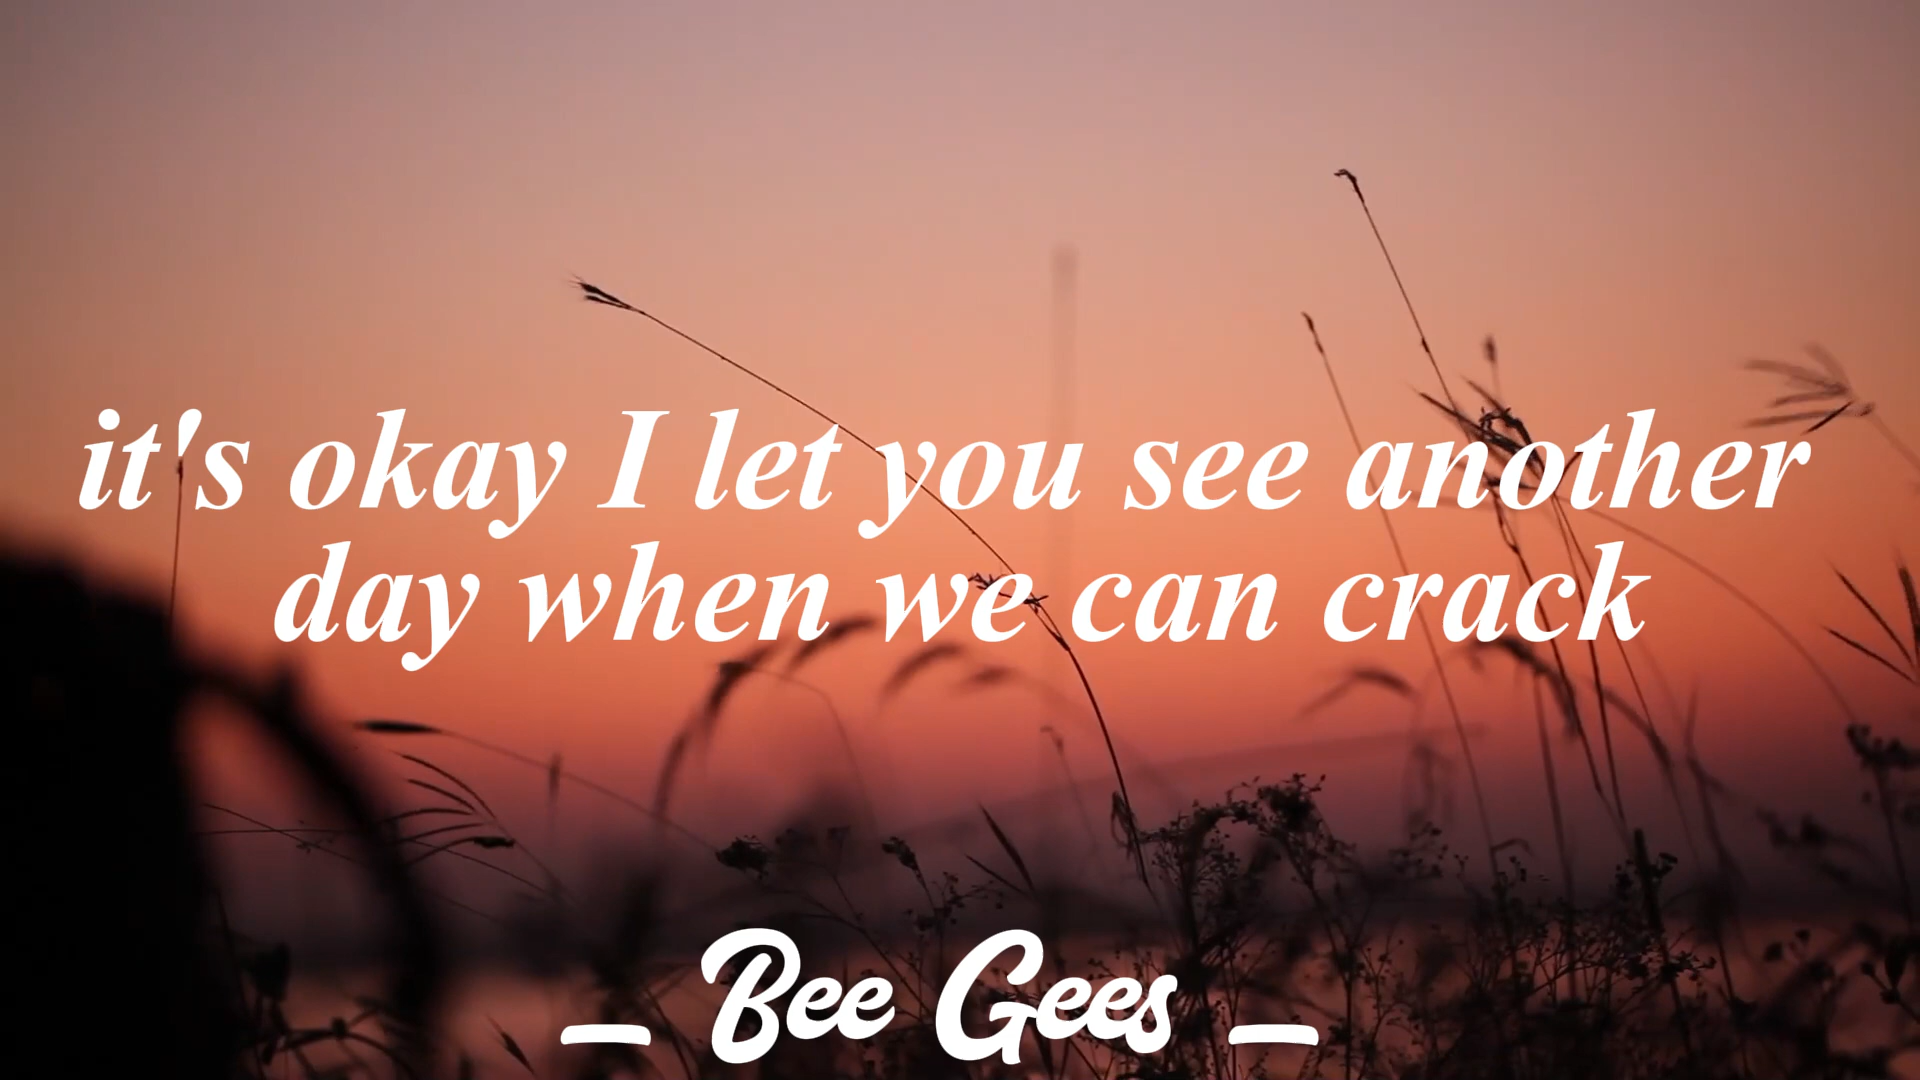 it's okay I let you see another
day when we can crack
_ Bee Gees _